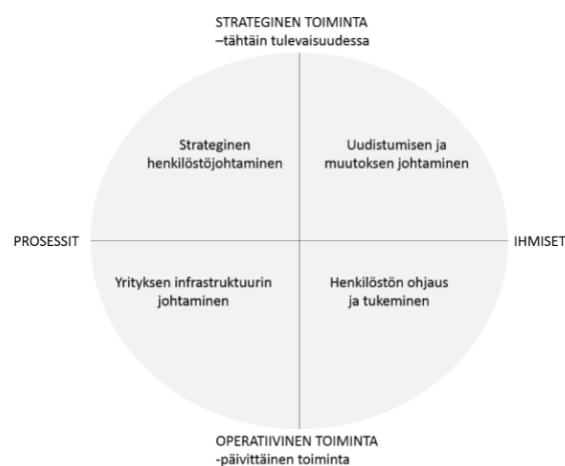 STRATEGINEN TOIMINTA
–tähtäin tulevaisuudessa
Strateginen
henkilöstöjohtaminen
Uudistumisen ja
muutoksen johtaminen
PROSESSIT
IHMISET
Yrityksen infrastruktuurin
johtaminen
Henkilöstön ohjaus
ja tukeminen
OPERATIIVINEN TOIMINTA
-päivittäinen toiminta